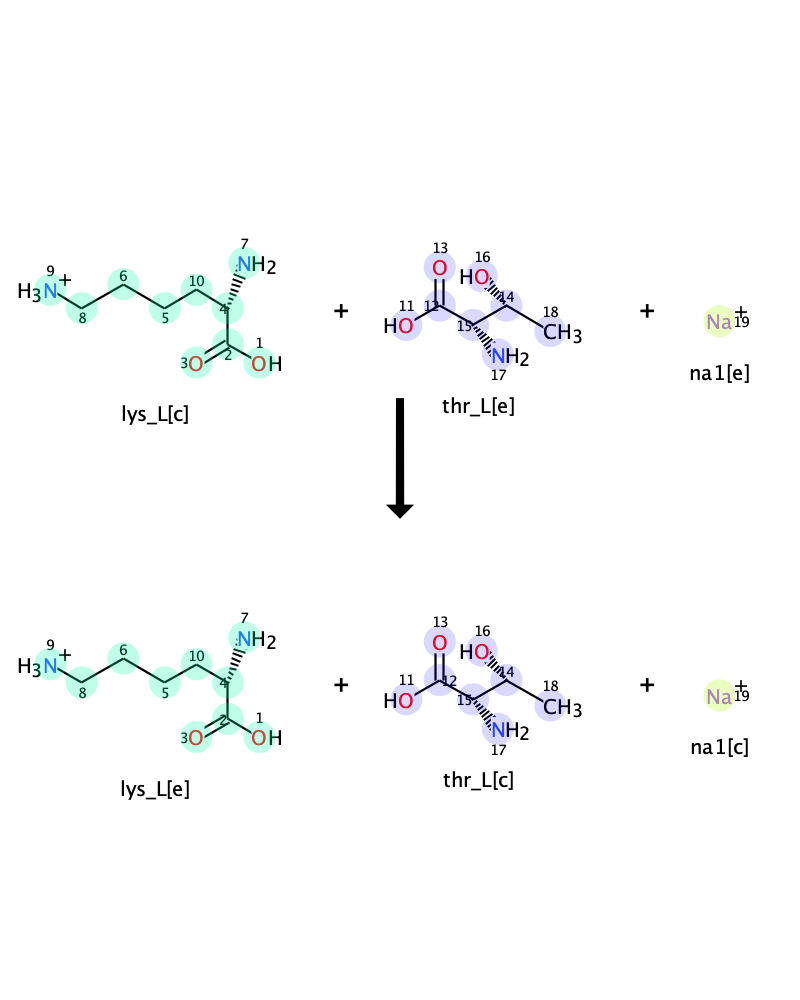 7
NH2
9
H3N+
6
10
8
5
4
1
3O
2
OH
lys_L[c]
+
13
O
16
HO
11
HO
12
14
18
CH3
15
NH2
17
thr_L[e]
+
Na+
19
na1[e]
7
NH2
9
H3N+
6
10
8
5
4
1
3O
2
OH
lys_L[e]
+
13
O
16
HO
11
HO
12
14
18
CH3
15
NH2
17
thr_L[c]
+
Na+
19
na1[c]